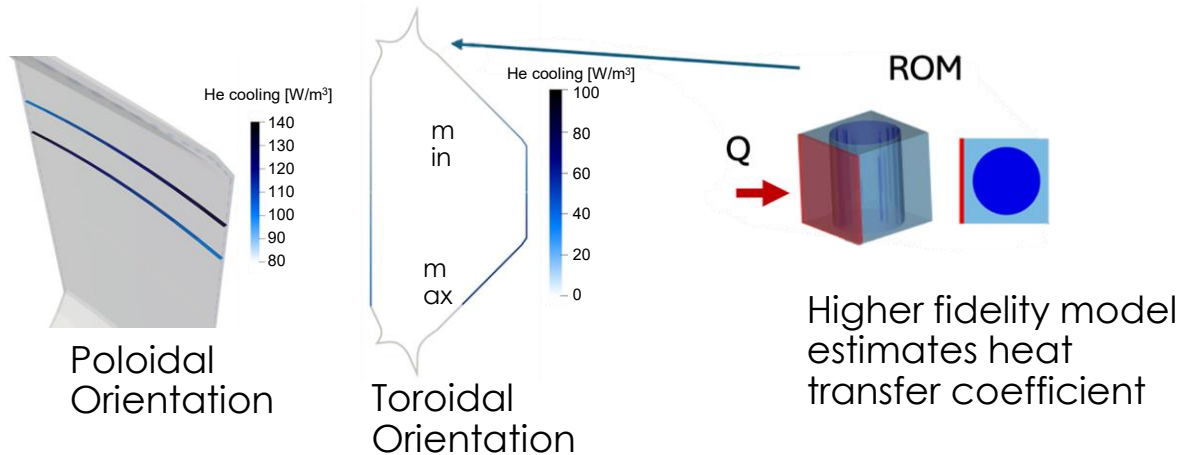 He cooling [W/m³]
140
130
120
110
100
90
80
Poloidal
Orientation
He cooling [W/m³]
100
80
60
40
20
0
m
in
m
ax
Toroidal
Orientation
ROM
Q
Higher fidelity model
estimates heat
transfer coefficient